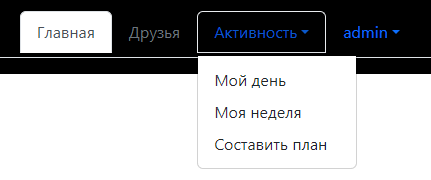 Главная Друзья Активность admin
Мой день
Моя неделя
Составить план